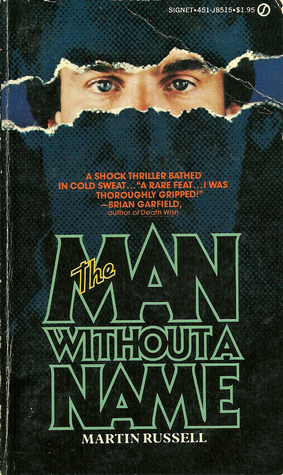 SIGNET•451-J8515•$1.95
A SHOCK THRILLER BATHED
IN COLD SWEAT..."A RARE FEAT...I WAS
THOROUGHLY GRIPPED!"
—BRIAN GARFIELD,
author of Death Wish
The
MAN
WITHOUT A
NAME
MARTIN RUSSELL